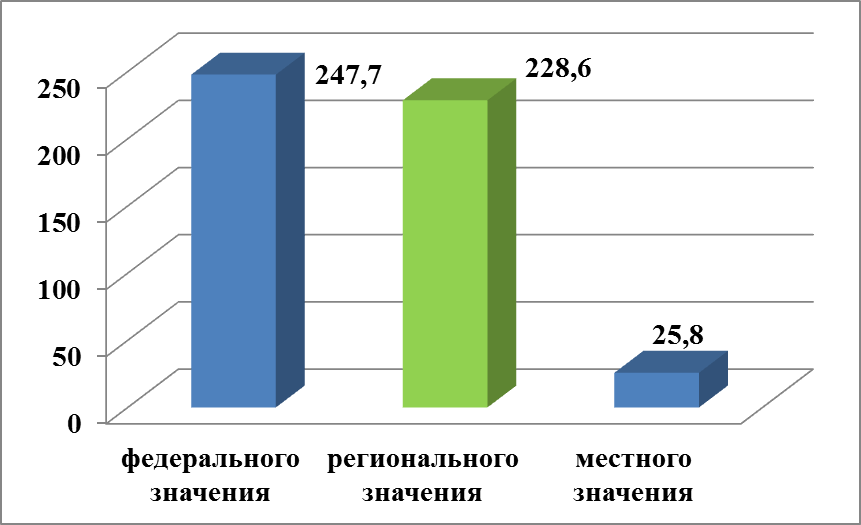 250
200
150
100
50
0
247,7
228,6
25,8
федерального
значения
регионального
значения
местного
значения